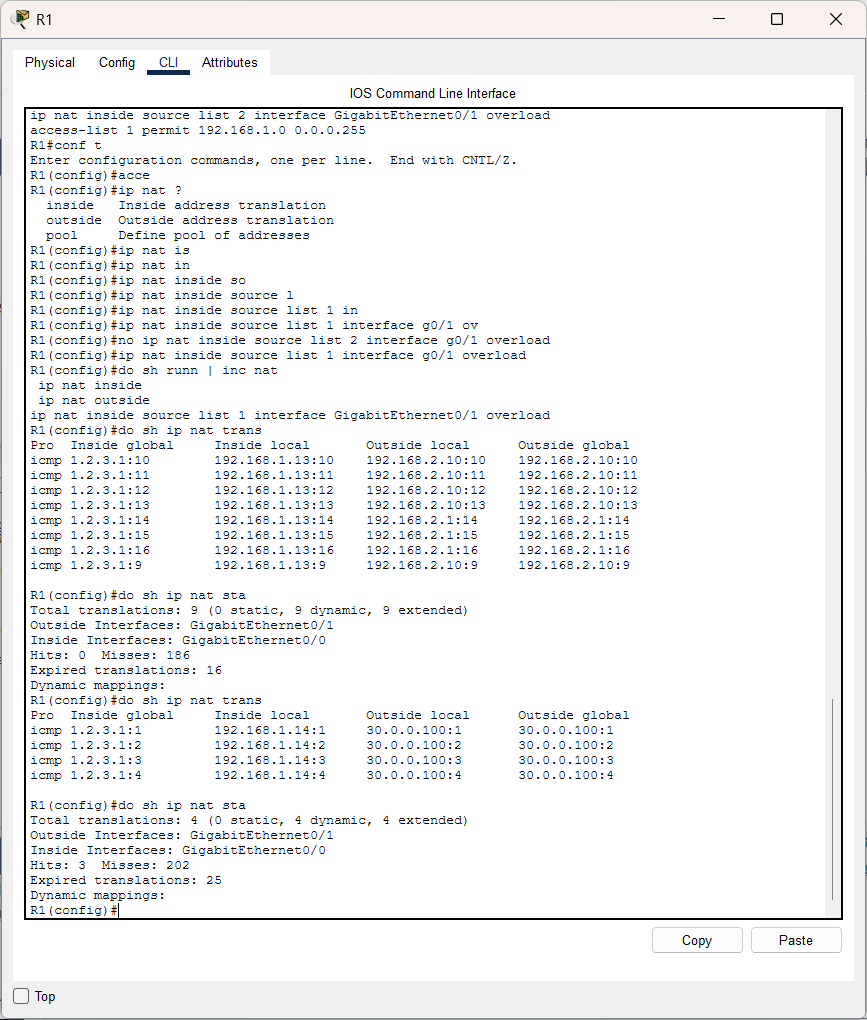 R1
Physical Config CLI Attributes
IOS Command Line Interface
ip nat inside source list 2 interface GigabitEthernet0/1 overload
access-list 1 permit 192.168.1.0 0.0.0.255
R1#conf t
Enter configuration commands, one per line.  End with CNTL/Z.
R1(config)#acce
R1(config)#ip nat ?
  inside   Inside address translation
  outside  Outside address translation
  pool     Define pool of addresses
R1(config)#ip nat is
R1(config)#ip nat in
R1(config)#ip nat inside so
R1(config)#ip nat inside source l
R1(config)#ip nat inside source list 1 in
R1(config)#ip nat inside source list 1 interface g0/1 ov
R1(config)#no ip nat inside source list 2 interface g0/1 overload
R1(config)#ip nat inside source list 1 interface g0/1 overload
R1(config)#do sh runn | inc nat
 ip nat inside
 ip nat outside
ip nat inside source list 1 interface GigabitEthernet0/1 overload
R1(config)#do sh ip nat trans
Pro  Inside global     Inside local       Outside local      Outside global
icmp 1.2.3.1:10        192.168.1.13:10    192.168.2.10:10    192.168.2.10:10
icmp 1.2.3.1:11        192.168.1.13:11    192.168.2.10:11    192.168.2.10:11
icmp 1.2.3.1:12        192.168.1.13:12    192.168.2.10:12    192.168.2.10:12
icmp 1.2.3.1:13        192.168.1.13:13    192.168.2.10:13    192.168.2.10:13
icmp 1.2.3.1:14        192.168.1.13:14    192.168.2.1:14     192.168.2.1:14
icmp 1.2.3.1:15        192.168.1.13:15    192.168.2.1:15     192.168.2.1:15
icmp 1.2.3.1:16        192.168.1.13:16    192.168.2.1:16     192.168.2.1:16
icmp 1.2.3.1:9         192.168.1.13:9     192.168.2.10:9     192.168.2.10:9
R1(config)#do sh ip nat sta
Total translations: 9 (0 static, 9 dynamic, 9 extended)
Outside Interfaces: GigabitEthernet0/1
Inside Interfaces: GigabitEthernet0/0
Hits: 0  Misses: 186
Expired translations: 16
Dynamic mappings:
R1(config)#do sh ip nat trans
Pro  Inside global     Inside local       Outside local      Outside global
icmp 1.2.3.1:1         192.168.1.14:1     30.0.0.100:1       30.0.0.100:1
icmp 1.2.3.1:2         192.168.1.14:2     30.0.0.100:2       30.0.0.100:2
icmp 1.2.3.1:3         192.168.1.14:3     30.0.0.100:3       30.0.0.100:3
icmp 1.2.3.1:4         192.168.1.14:4     30.0.0.100:4       30.0.0.100:4
R1(config)#do sh ip nat sta
Total translations: 4 (0 static, 4 dynamic, 4 extended)
Outside Interfaces: GigabitEthernet0/1
Inside Interfaces: GigabitEthernet0/0
Hits: 3  Misses: 202
Expired translations: 25
Dynamic mappings:
R1(config)#
Copy Paste
Top